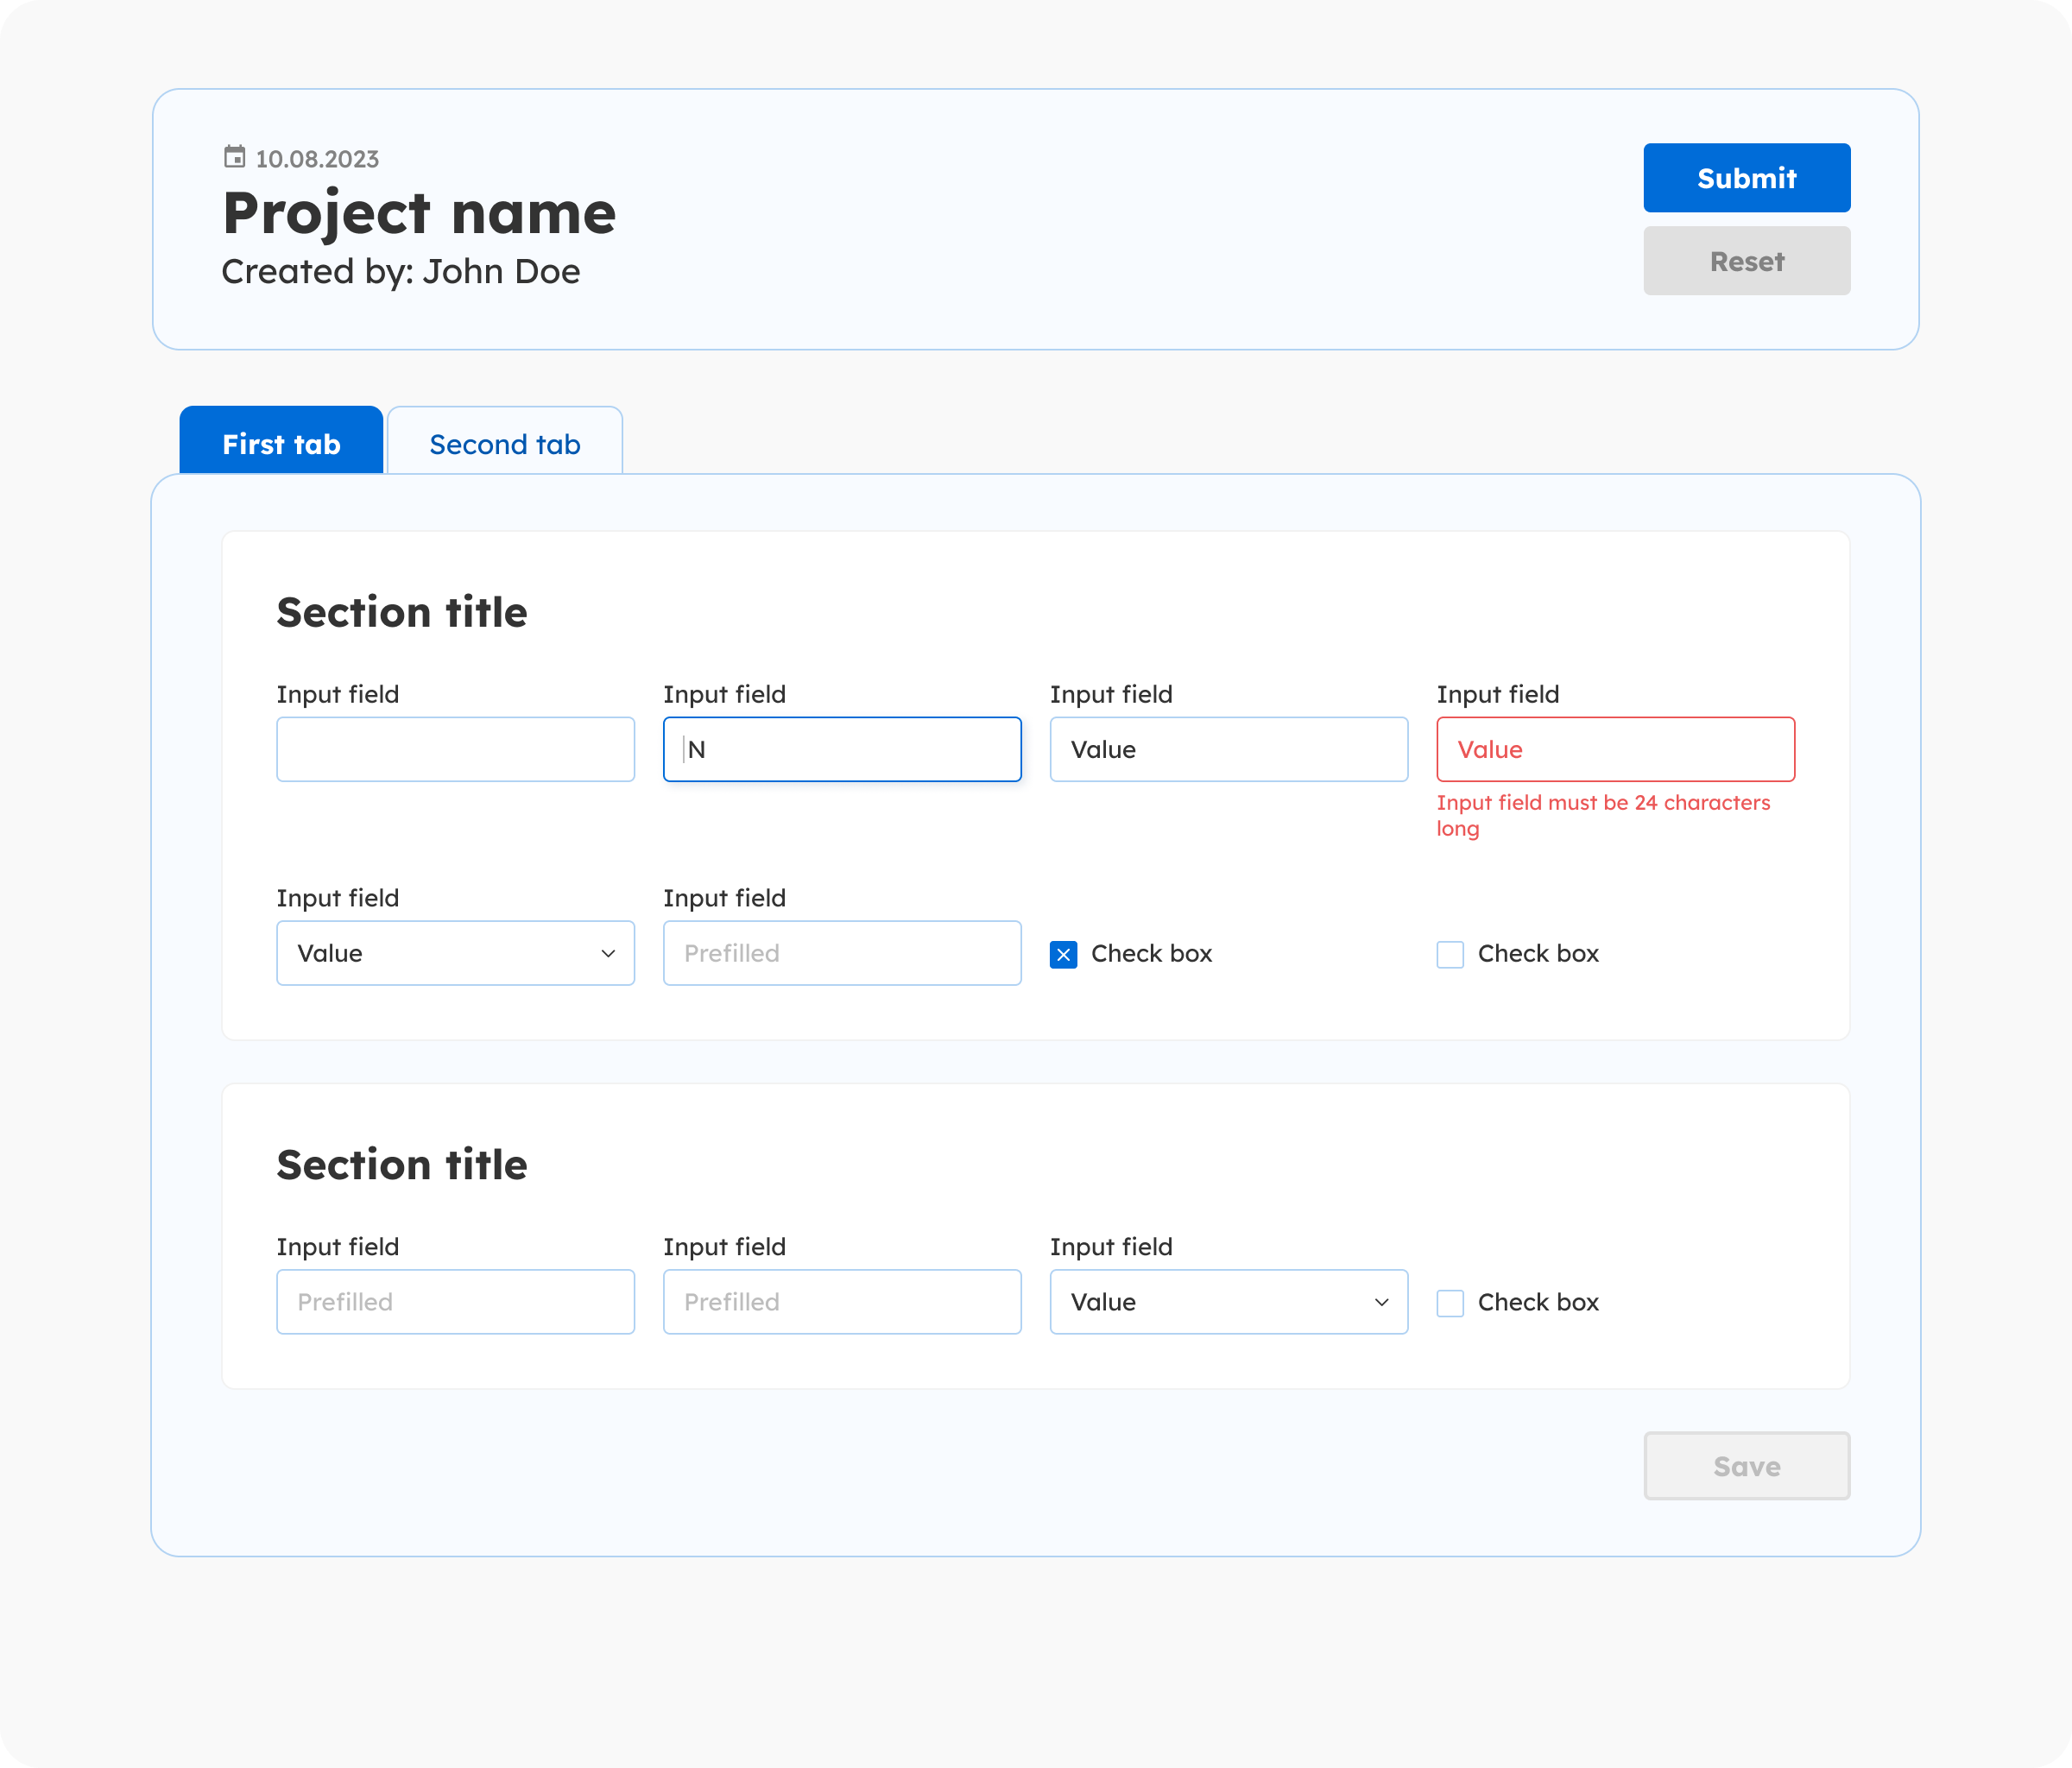 10.08.2023
Project name
Created by: John Doe
Submit
Reset
First tab
Second tab
Section title
Input field
Input field
Input field
Input field
N
Value
Value
Input field must be 24 characters
long
Input field
Input field
Value
Prefilled
Check box
Check box
Section title
Input field
Input field
Input field
Prefilled
Prefilled
Value
Check box
Save